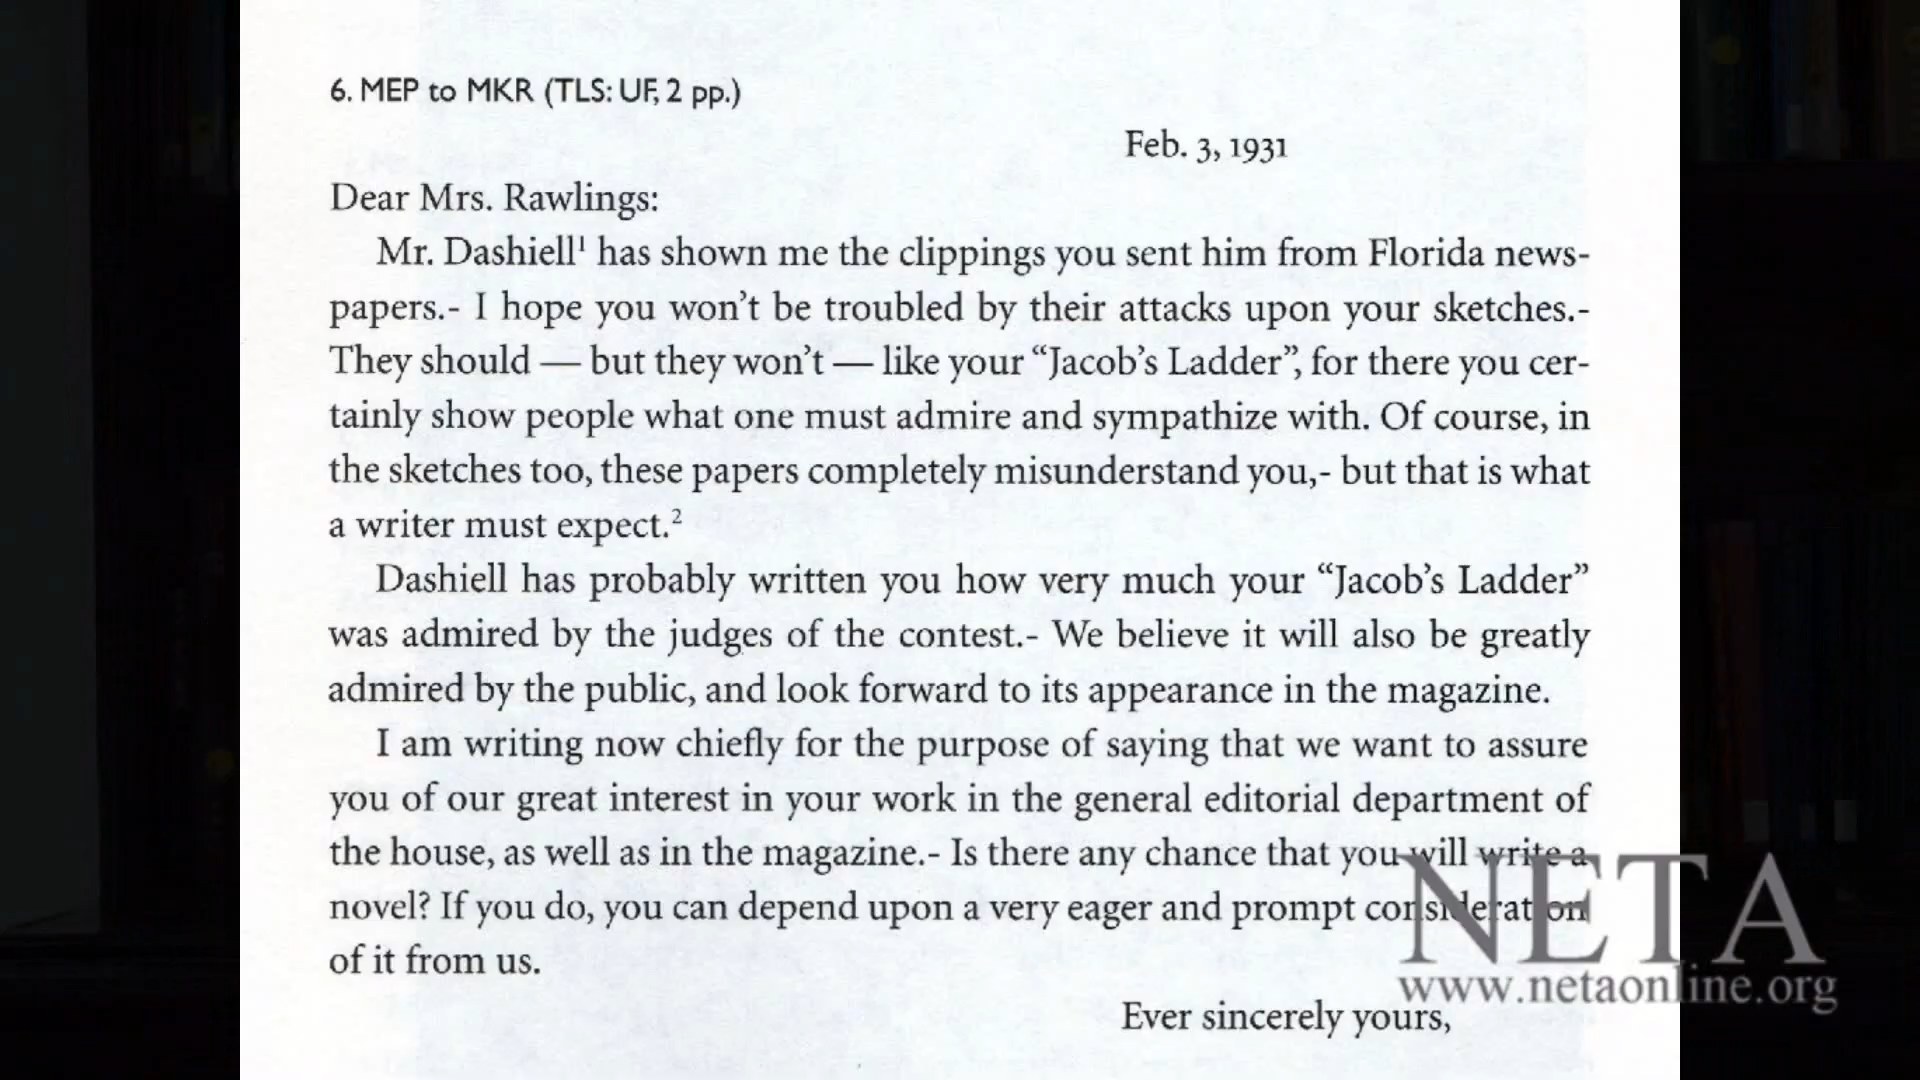 6. MEP to MKR (TLS: UF, 2 pp.)
Feb. 3, 1931
Dear Mrs. Rawlings:
Mr. Dashiell¹ has shown me the clippings you sent him from Florida news-
papers.- I hope you won’t be troubled by their attacks upon your sketches.-
They should — but they won’t — like your “Jacob’s Ladder”, for there you cer-
tainly show people what one must admire and sympathize with. Of course, in
the sketches too, these papers completely misunderstand you,- but that is what
a writer must expect.²
Dashiell has probably written you how very much your “Jacob’s Ladder”
was admired by the judges of the contest.- We believe it will also be greatly
admired by the public, and look forward to its appearance in the magazine.
I am writing now chiefly for the purpose of saying that we want to assure
you of our great interest in your work in the general editorial department of
the house, as well as in the magazine.- Is there any chance that you will write a
novel? If you do, you can depend upon a very eager and prompt consideration
of it from us.
Ever sincerely yours,
NETA
www.netaonline.org